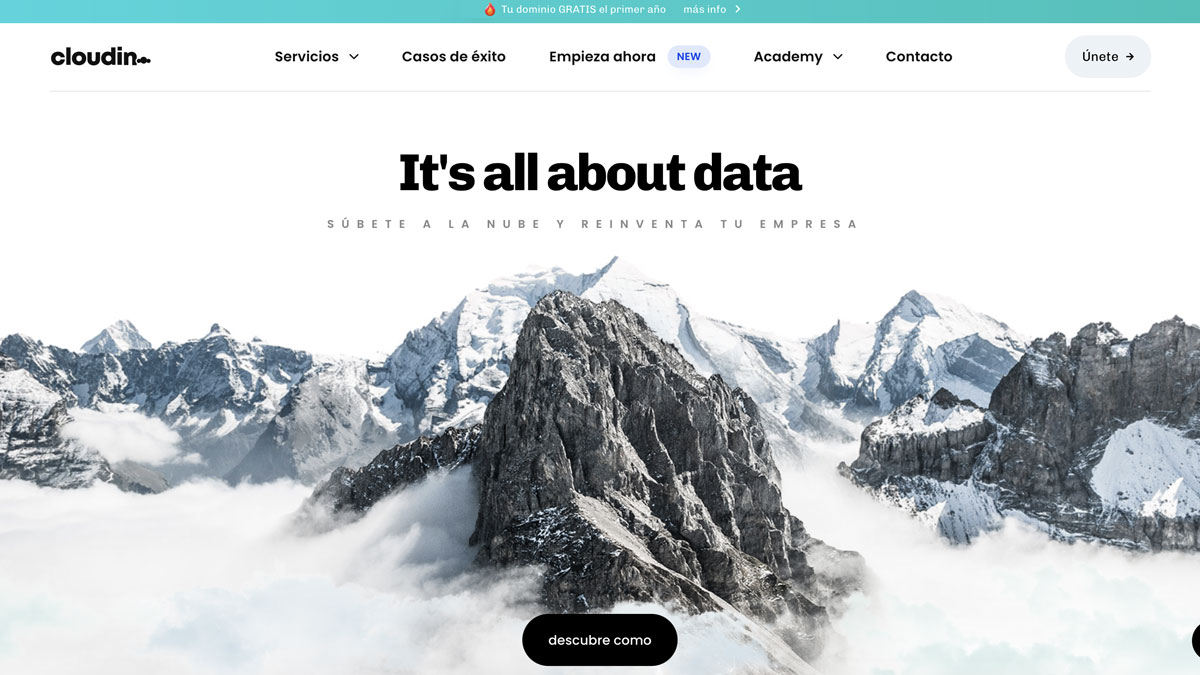 Tu dominio GRATIS el primer año más info
cloudin
Servicios Casos de éxito Empieza ahora NEW Academy Contacto Únete →
It's all about data
SÚBETE A LA NUBE Y REINVENTA TU EMPRESA
descubre como